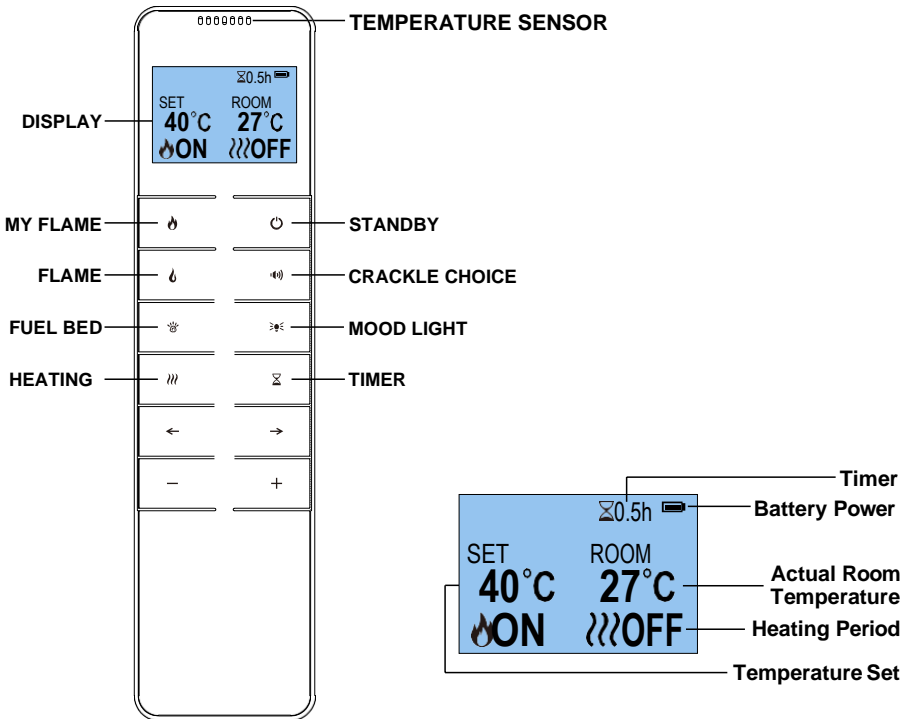 TEMPERATURE SENSOR
0.5h
SET ROOM
40°C 27°C
ON OFF
DISPLAY
MY FLAME
STANDBY
FLAME
CRACKLE CHOICE
FUEL BED
MOOD LIGHT
HEATING
TIMER
← →
− +
Timer
0.5h
Battery Power
SET ROOM
40°C 27°C
Actual Room
Temperature
ON OFF
Heating Period
Temperature Set